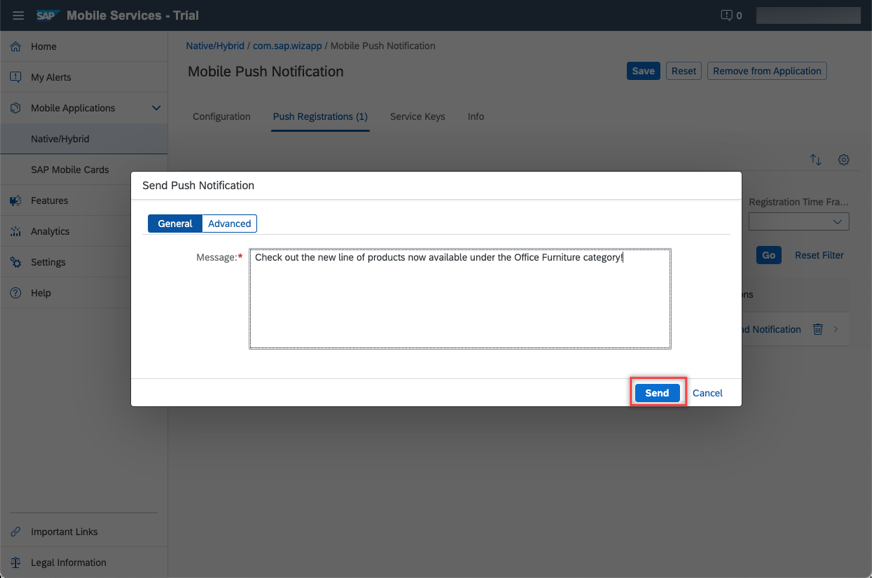 SAP Mobile Services - Trial
0
Home
My Alerts
Mobile Applications
Native/Hybrid
SAP Mobile Cards
Features
Analytics
Settings
Help
Important Links
Legal Information
Native/Hybrid / com.sap.wizapp / Mobile Push Notification
Mobile Push Notification
Save Reset Remove from Application
Configuration Push Registrations (1) Service Keys Info
Registration Time Fra...
Go Reset Filter
ons
nd Notification
Send Push Notification
General Advanced
Message:* Check out the new line of products now available under the Office Furniture category!
Send Cancel